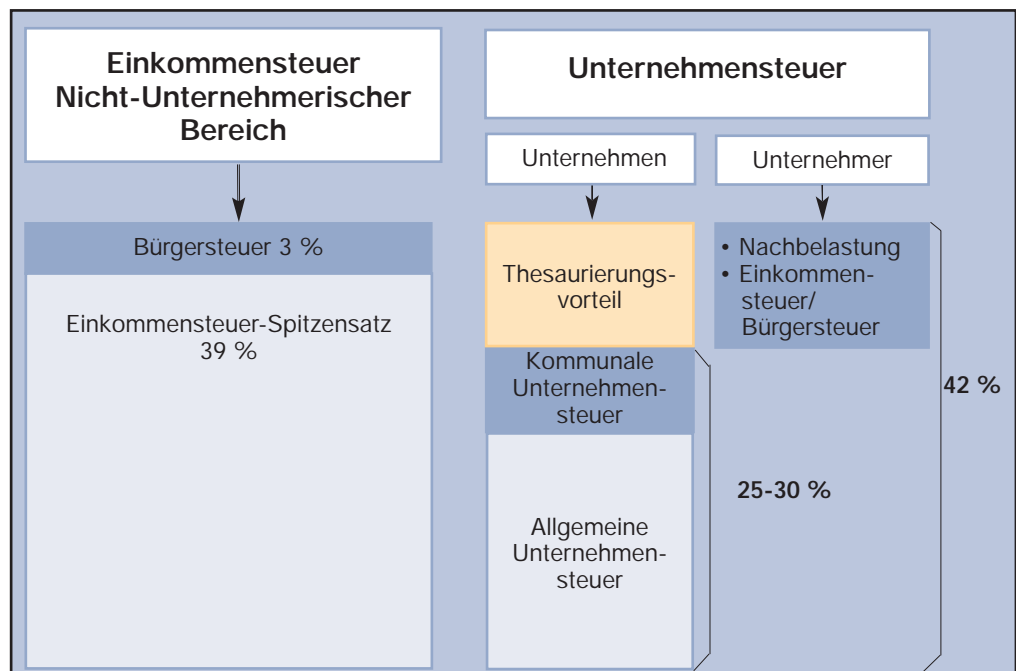 Einkommensteuer
Nicht-Unternehmerischer
Bereich
Bürgersteuer 3 %
Einkommensteuer-Spitzensatz
39 %
Unternehmensteuer
Unternehmen
Thesaurierungs-
vorteil
Kommunale
Unternehmen-
steuer
Allgemeine
Unternehmen-
steuer
25-30 %
Unternehmer
• Nachbelastung
• Einkommen-
steuer/
Bürgersteuer
42 %